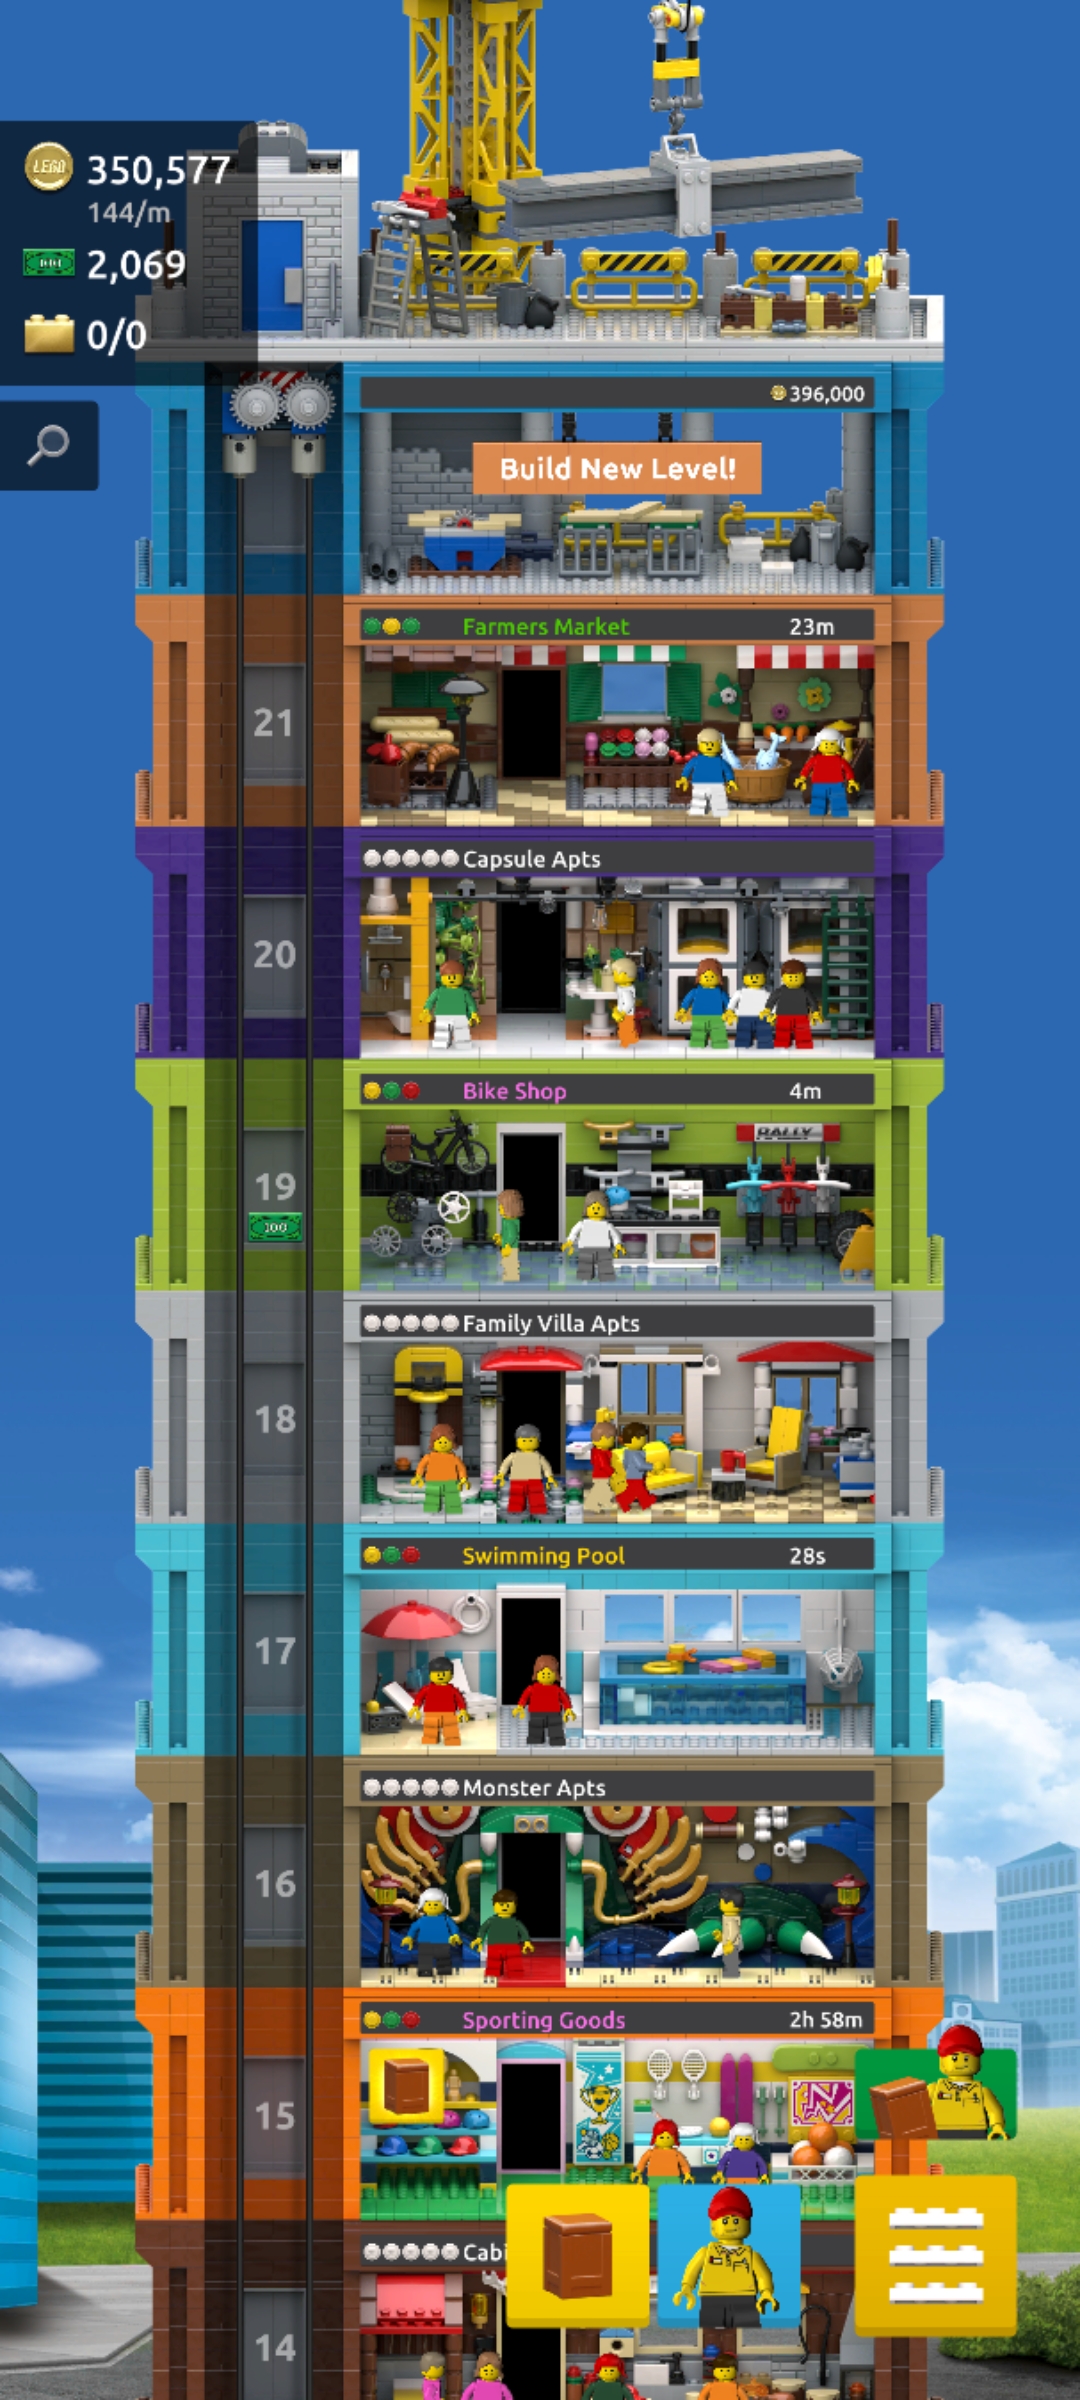 LEGO
350,577
144/m
2,069
0/0
396,000
Build New Level!
Farmers Market 23m
21
Capsule Apts
20
Bike Shop 4m
RALLY
19
100
Family Villa Apts
18
Swimming Pool 28s
17
Monster Apts
16
Sporting Goods 2h 58m
15
Cabi
14